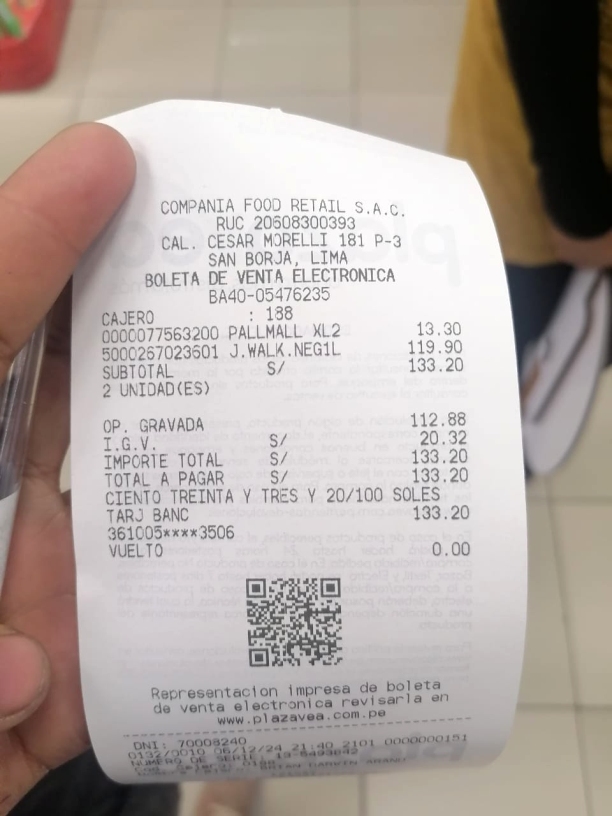 COMPANIA FOOD RETAIL S.A.C.
RUC 20608300393
CAL. CESAR MORELLI 181 P-3
SAN BORJA, LIMA
BOLETA DE VENTA ELECTRONICA
BA40-05476235
CAJERO : 188
0000077563200 PALLMALL XL2 13.30
5000267023601 J.WALK.NEG1L 119.90
SUBTOTAL S/ 133.20
2 UNIDAD(ES)
OP. GRAVADA 112.88
I.G.V. S/ 20.32
IMPORTE TOTAL S/ 133.20
TOTAL A PAGAR S/ 133.20
CIENTO TREINTA Y TRES Y 20/100 SOLES
TARJ BANC 133.20
361005****3506
VUELTO 0.00
Representacion impresa de boleta
de venta electronica revisarla en
www.plazavea.com.pe
DNI: 70008240
0132/0010 06/12/24 21:40 2101 0000000151
NUMERO DE SERIE